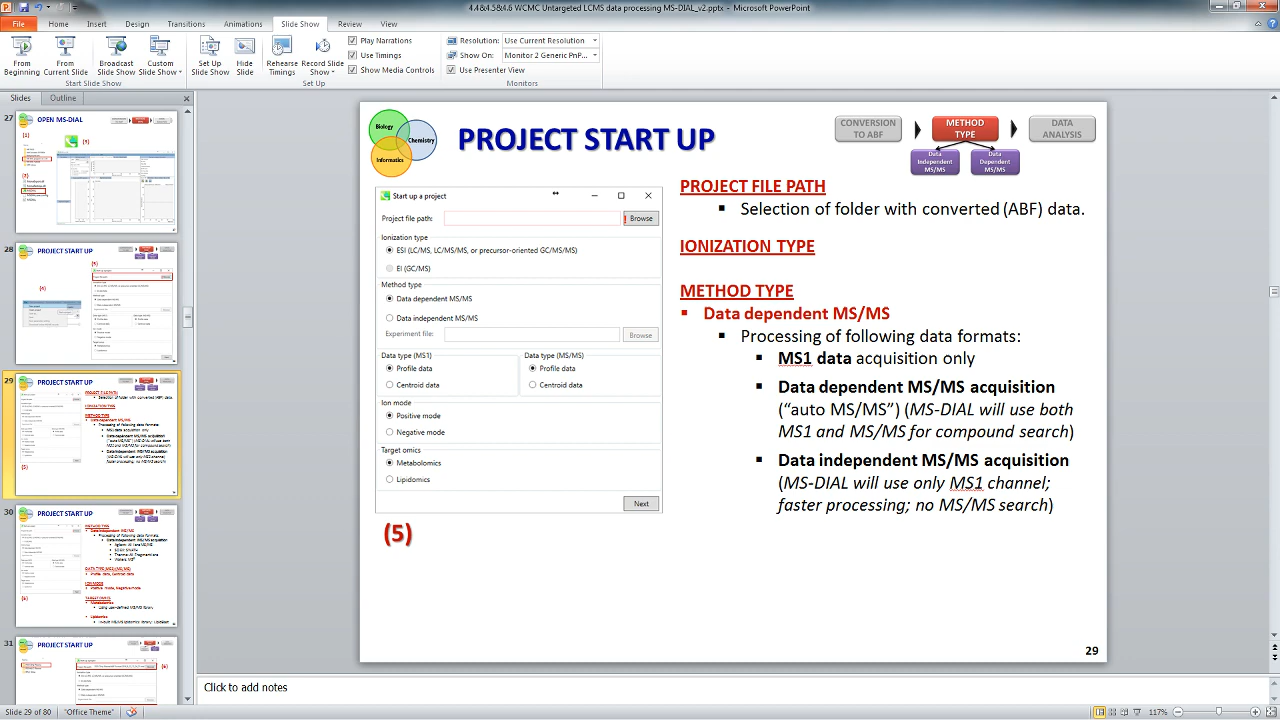 4.4&4.5&4.6 WCMC Untargeted LCMS data processing MS-DIAL_v2.pptx - Microsoft PowerPoint
File Home Insert Design Transitions Animations Slide Show Review View
From Beginning
From Current Slide
Broadcast Slide Show
Custom Slide Show
Set Up Slide Show
Hide Slide
Rehearse Timings
Record Slide Show
Play Narrations
Use Timings
Show Media Controls
Resolution: Use Current Resolution
Show On: Monitor 2 Generic PnP...
Use Presenter View
Start Slide Show
Set Up
Monitors
Slides Outline
27
OPEN MS-DIAL
28
PROJECT START UP
29
PROJECT START UP
30
PROJECT START UP
31
PROJECT START UP
Biology
Chemistry
Informatics
PROJECT START UP
CONVERSION TO ABF
METHOD TYPE
DATA ANALYSIS
Data Independent MS/MS
Data Dependent MS/MS
Start up a project
Project file path: Browse
Ionization type
ESI (LC/MS, LC/MS/MS, or precursor-oriented GC/MS/MS)
EI (GC/MS)
Method type
Data dependent MS/MS
Data independent MS/MS
Experiment file: Browse
Data type (MS1) Data type (MS/MS)
Profile data Profile data
Centroid data
Ion mode
Positive mode
Negative mode
Target omics
Metabolomics
Lipidomics
Next
(5)
PROJECT FILE PATH
Selection of folder with converted (ABF) data.
IONIZATION TYPE
METHOD TYPE
Data dependent MS/MS
Processing of following data formats:
MS1 data acquisition only
Data dependent MS/MS acquisition
("auto MS/MS") (MS-DIAL will use both
MS1 and MS/MS for compound search)
Data independent MS/MS acquisition
(MS-DIAL will use only MS1 channel;
faster processing; no MS/MS search)
29
Click to add notes
Slide 29 of 80 "Office Theme" 117%